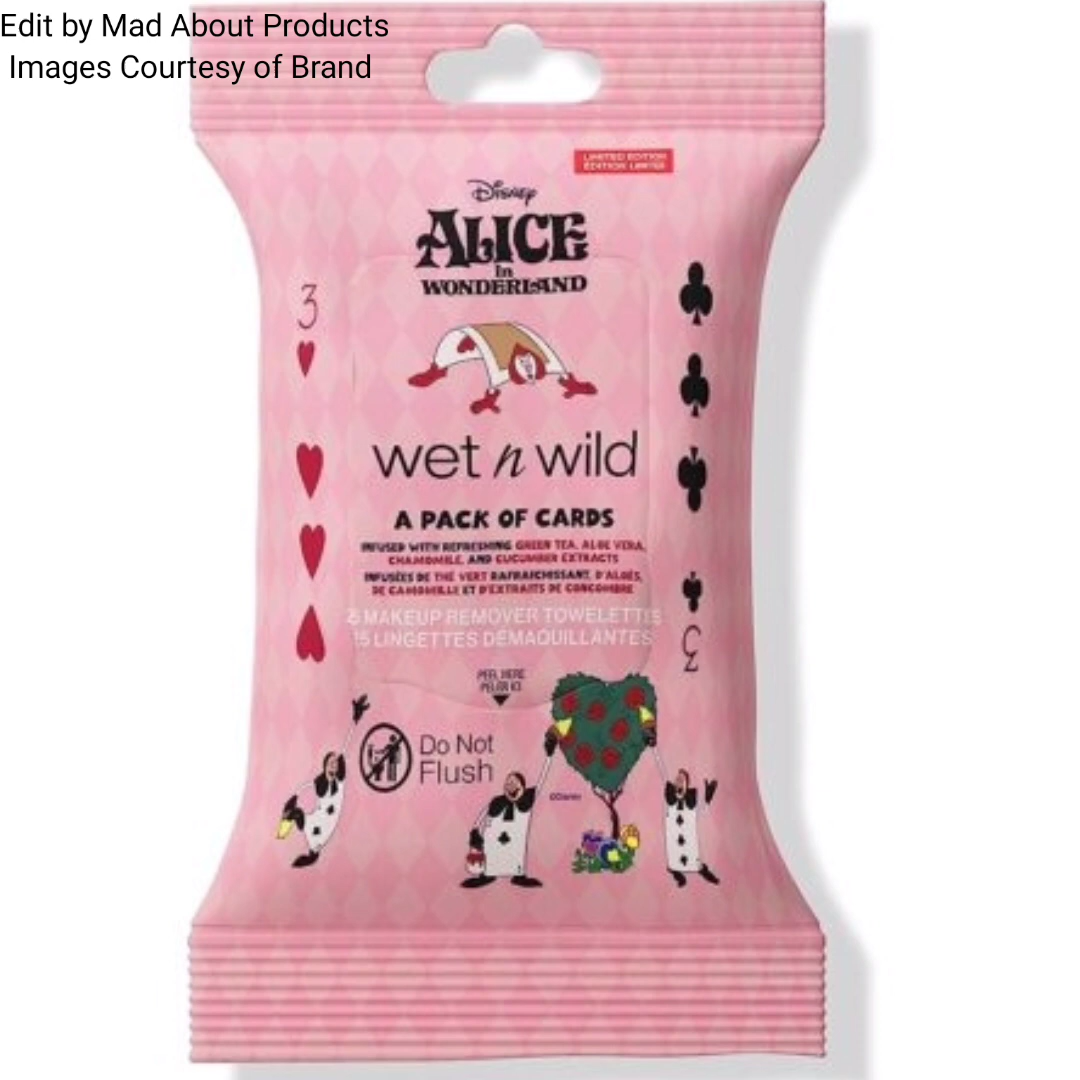 Edit by Mad About Products
Images Courtesy of Brand
LIMITED EDITION
ÉDITION LIMITÉE
Disney
ALICE
in
WONDERLAND
3
wet n wild
A PACK OF CARDS
INFUSED WITH REFRESHING GREEN TEA, ALOE VERA,
CHAMOMILE, AND CUCUMBER EXTRACTS
INFUSÉES DE THÉ VERT RAFRAICHISSANT, D'ALOÈS,
DE CAMOMILLE ET D'EXTRAITS DE CONCOMBRE
MAKEUP REMOVER TOWELETTES
LINGETTES DÉMAQUILLANTES
3
PEEL HERE
PELER ICI
Do Not
Flush
©Disney